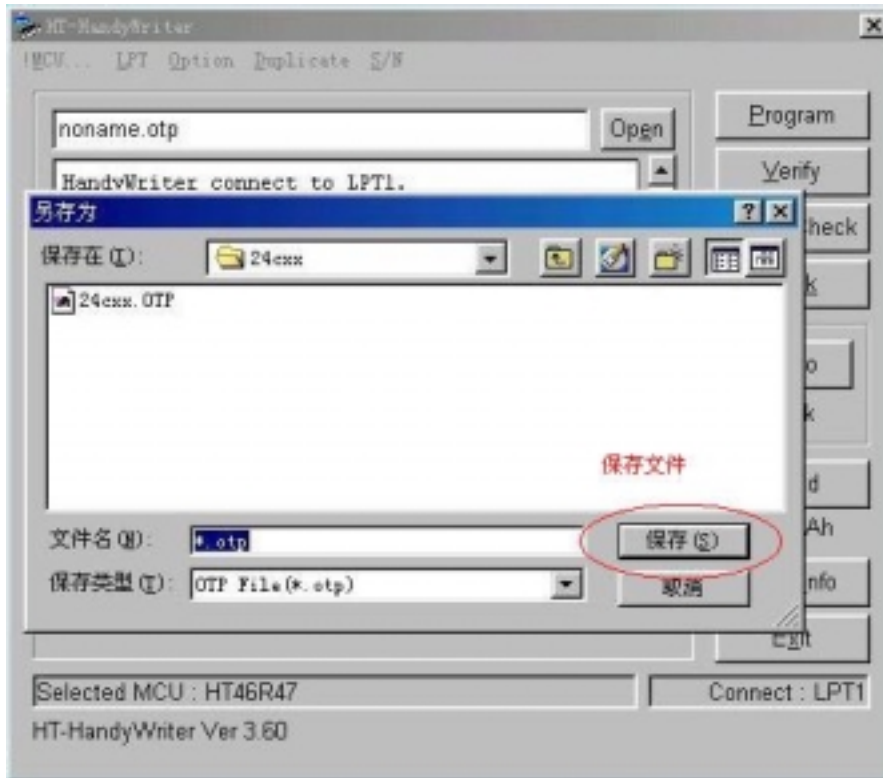 HT-HandyWriter
!MCU... LPT Option Duplicate S/N
noname.otp
Open
Program
HandyWriter connect to LPT1.
Verify
另存为
heck
保存在(I):
24cxx
k
24cxx.OTP
o
k
保存文件
d
文件名(N):
*.otp
保存(S)
Ah
保存类型(T):
OTP File(*.otp)
取消
nfo
Exit
Selected MCU : HT46R47
Connect : LPT1
HT-HandyWriter Ver 3.60